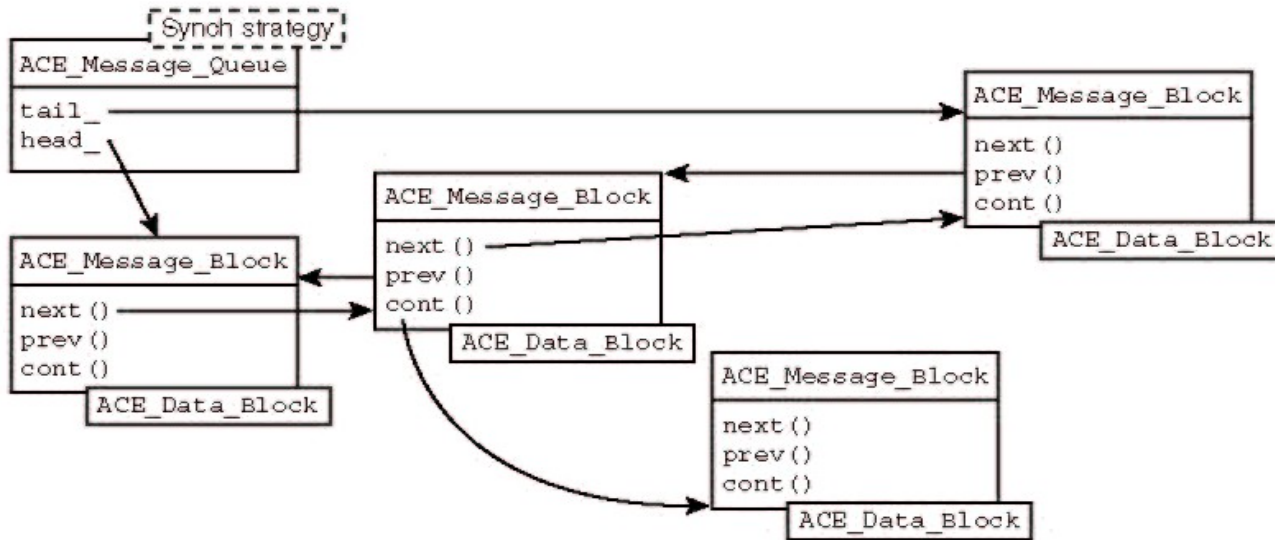 Synch strategy
ACE_Message_Queue
tail_
head_
ACE_Message_Block
next()
prev()
cont()
ACE_Data_Block
ACE_Message_Block
next()
prev()
cont()
ACE_Data_Block
ACE_Message_Block
next()
prev()
cont()
ACE_Data_Block
ACE_Message_Block
next()
prev()
cont()
ACE_Data_Block